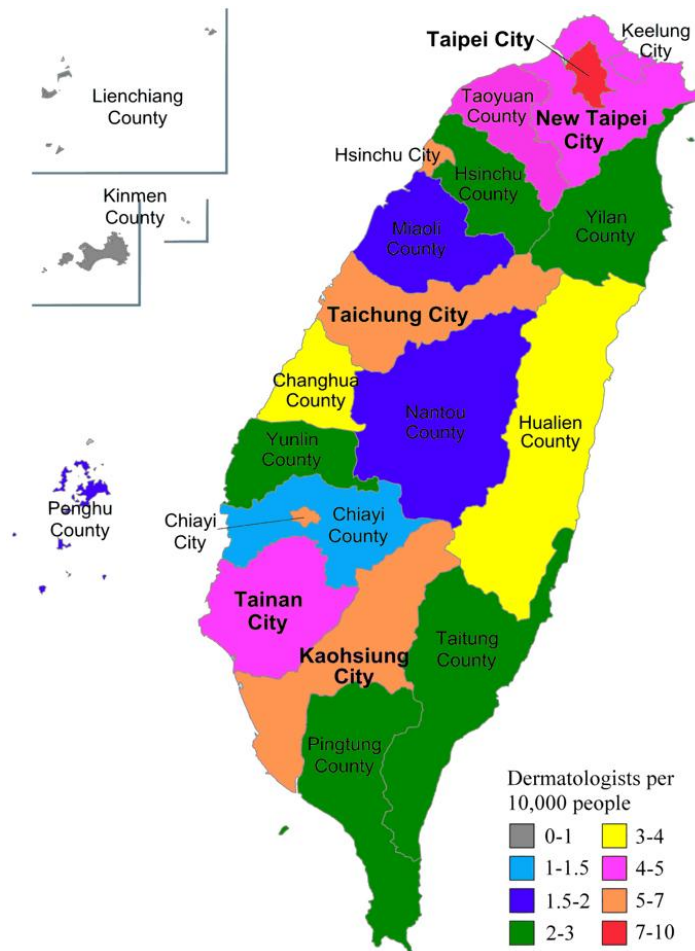 Taipei City
Keelung
City
Lienchiang
County
Taoyuan
County
New Taipei
City
Hsinchu City
Hsinchu
County
Kinmen
County
Miaoli
County
Yilan
County
Taichung City
Changhua
County
Nantou
County
Hualien
County
Yunlin
County
Penghu
County
Chiayi
City
Chiayi
County
Tainan
City
Taitung
County
Kaohsiung
City
Pingtung
County
Dermatologists per
10,000 people
0-1
3-4
1-1.5
4-5
1.5-2
5-7
2-3
7-10